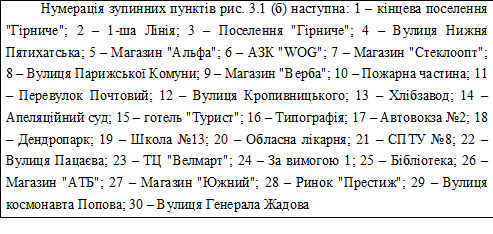 Нумерація зупинних пунктів рис. 3.1 (б) наступна: 1 – кінцева поселення
"Гірниче"; 2 – 1-ша Лінія; 3 – Поселення "Гірниче"; 4 – Вулиця Нижня
Пятихатська; 5 – Магазин "Альфа"; 6 – АЗК "WOG"; 7 – Магазин "Стеклоопт";
8 – Вулиця Парижської Комуни; 9 – Магазин "Верба"; 10 – Пожарна частина; 11
– Перевулок Почтовий; 12 – Вулиця Кропивницького; 13 – Хлібзавод; 14 –
Апеляційий суд; 15 – готель "Турист"; 16 – Типографія; 17 – Автовокза №2; 18
– Дендропарк; 19 – Школа №13; 20 – Обласна лікарня; 21 – СПТУ №8; 22 –
Вулиця Пацаєва; 23 – ТЦ "Велмарт"; 24 – За вимогою 1; 25 – Бібліотека; 26 –
Магазин "АТБ"; 27 – Магазин "Южний"; 28 – Ринок "Престиж"; 29 – Вулиця
космонавта Попова; 30 – Вулиця Генерала Жадова